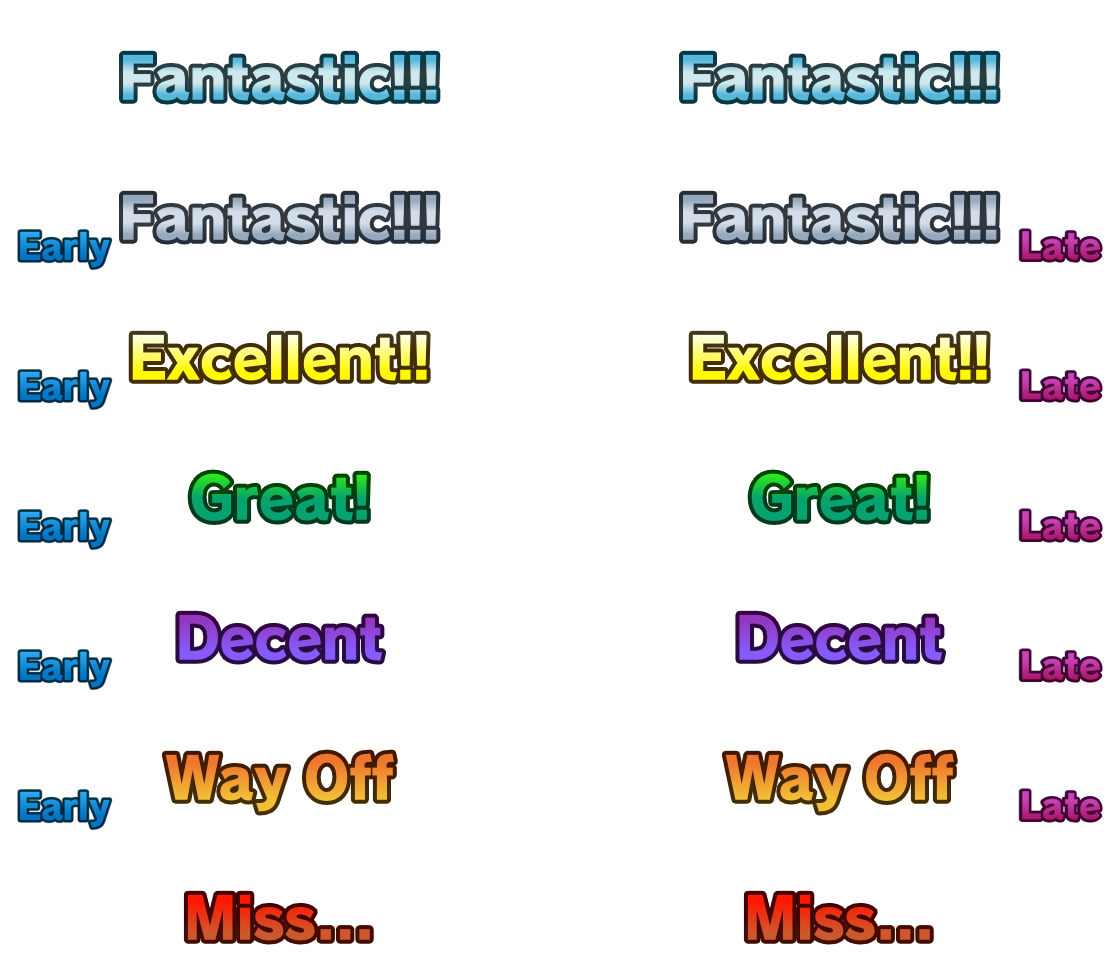 Fantastic!!! Fantastic!!!
Early Fantastic!!! Fantastic!!! Late
Early Excellent!! Excellent!! Late
Early Great! Great! Late
Early Decent Decent Late
Early Way Off Way Off Late
Miss... Miss...